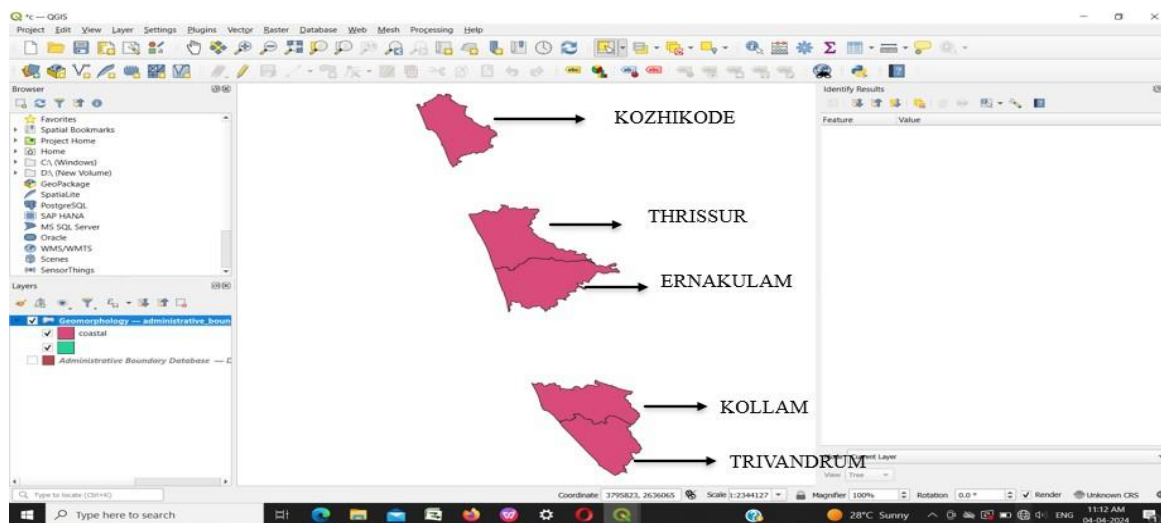 *c — QGIS
Project Edit View Layer Settings Plugins Vector Raster Database Web Mesh Processing Help
Browser
Favorites
Spatial Bookmarks
Project Home
Home
C:\ (Windows)
D:\ (New Volume)
GeoPackage
SpatiaLite
PostgreSQL
SAP HANA
MS SQL Server
Oracle
WMS/WMTS
Scenes
SensorThings
Layers
Geomorphology — administrative_boun
coastal
Administrative Boundary Database — D
KOZHIKODE
THRISSUR
ERNAKULAM
KOLLAM
TRIVANDRUM
Identify Results
Feature Value
Current Layer
View Tree
Type to locate (Ctrl+K)
Coordinate 3795823, 2636065 Scale 1:2344127 Magnifier 100% Rotation 0.0 ° Render Unknown CRS
Type here to search
28°C Sunny ENG 11:12 AM
04-04-2024